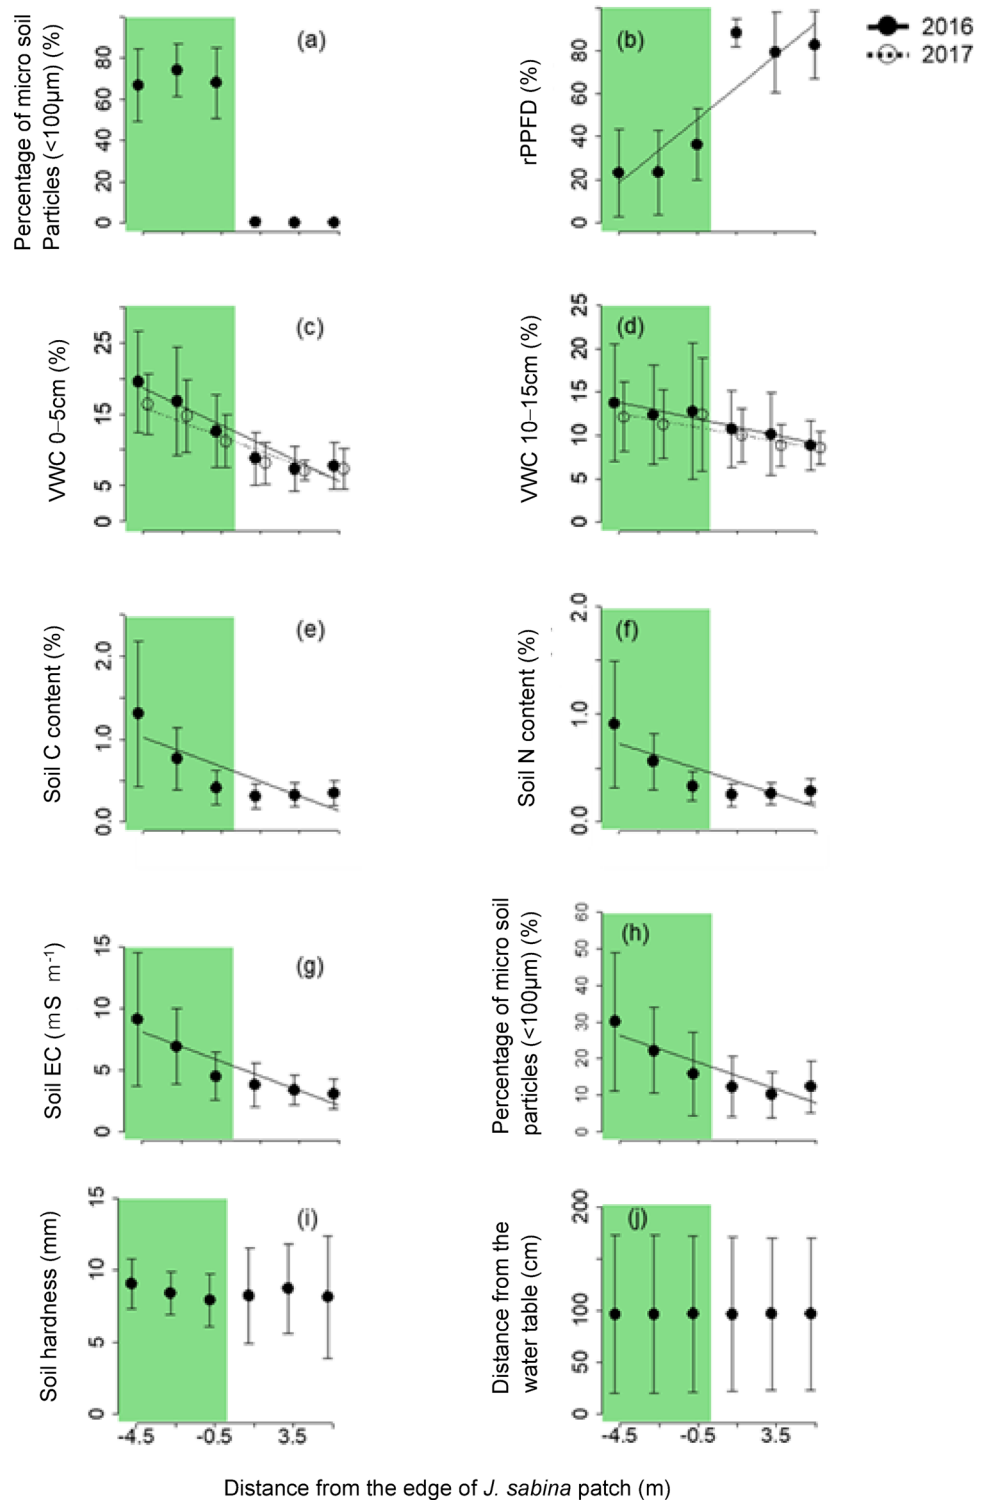 Percentage of micro soil
Particles (<100μm) (%)
80
60
40
20
0
(a)
rPPFD (%)
80
60
40
20
0
(b)
2016
2017
VWC 0–5cm (%)
25
15
5
0
(c)
VWC 10–15cm (%)
25
20
15
10
5
0
(d)
Soil C content (%)
2.0
1.0
0.0
(e)
Soil N content (%)
2.0
1.0
0.0
(f)
Soil EC (mS m-1)
15
10
5
0
(g)
Percentage of micro soil
particles (<100μm) (%)
60
50
40
30
20
10
0
(h)
Soil hardness (mm)
15
10
5
0
(i)
-4.5 -0.5 3.5
Distance from the
water table (cm)
200
100
50
0
(j)
-4.5 -0.5 3.5
Distance from the edge of J. sabina patch (m)